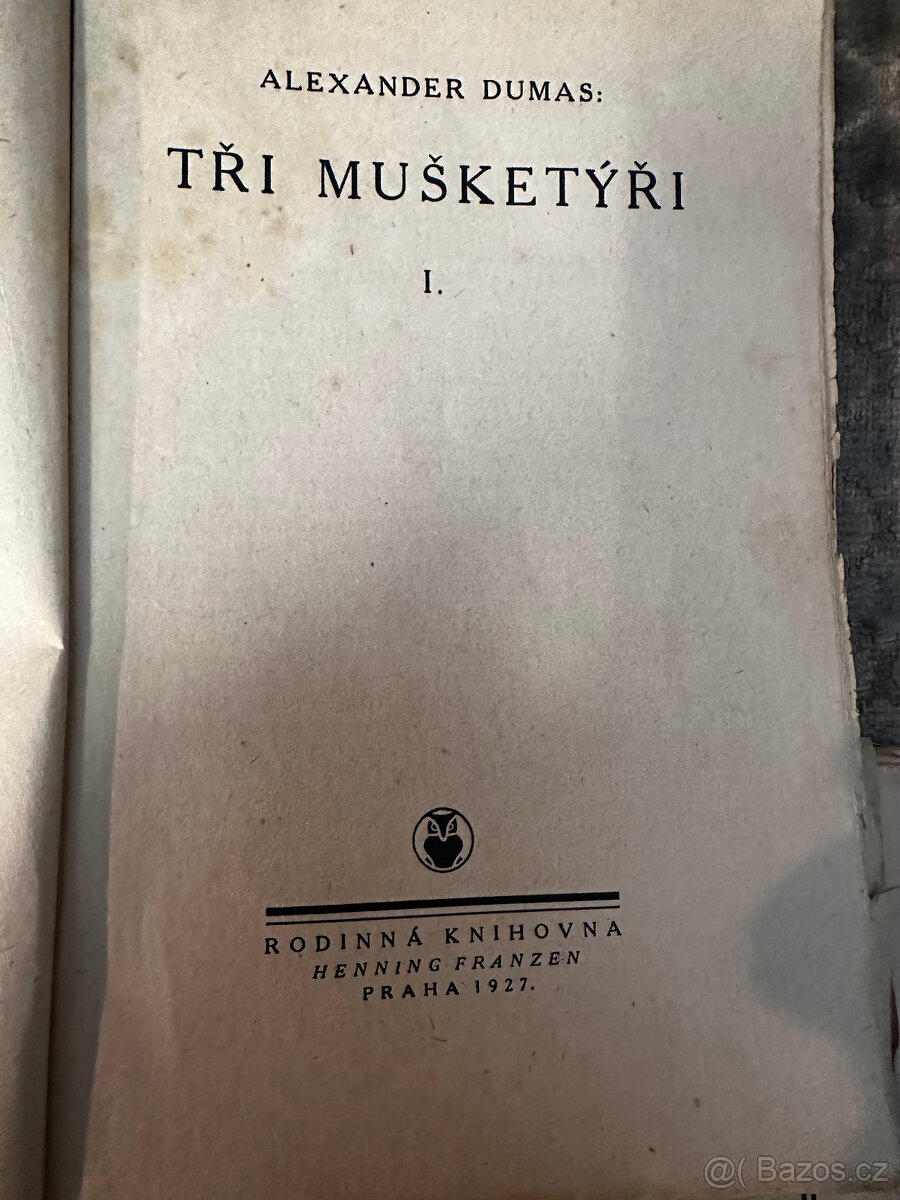 ALEXANDER DUMAS:
TŘI MUŠKETÝŘI
I.
RODINNÁ KNIHOVNA
HENNING FRANZEN
PRAHA 1927.
@( Bazos.cz